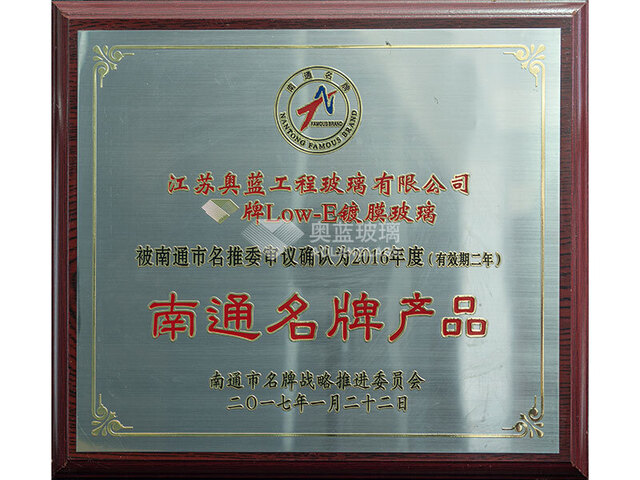 南通名牌
FAMOUS BRAND
NANTONG FAMOUS BRAND
江苏奥蓝工程玻璃有限公司
牌Low-E镀膜玻璃
奥蓝玻璃
被南通市名推委审议确认为2016年度(有效期二年)
南通名牌产品
南通市名牌战略推进委员会
二〇一七年一月二十二日